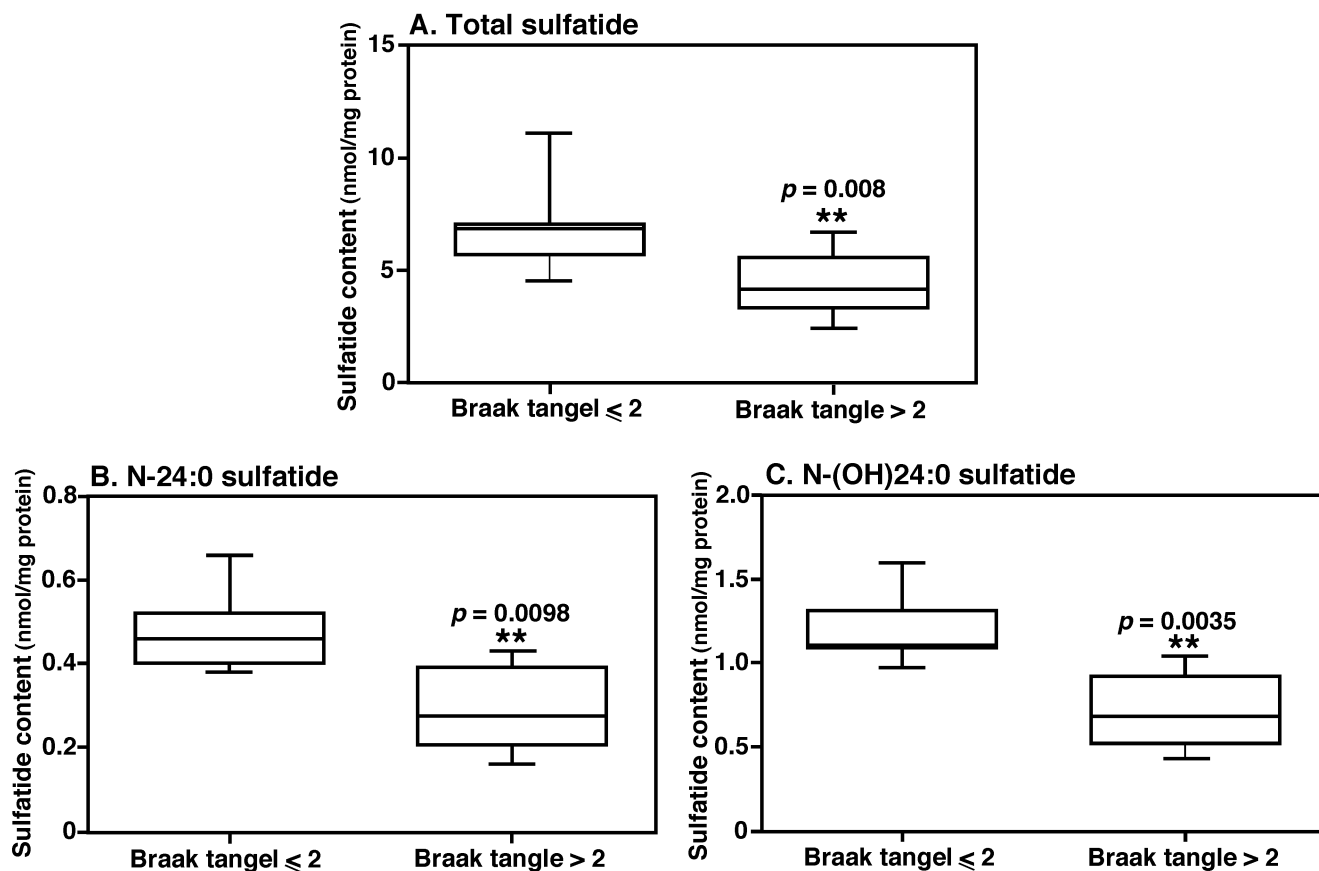 A. Total sulfatide
Sulfatide content (nmol/mg protein)
15
10
5
0
p = 0.008
**
Braak tangel ⩽ 2
Braak tangle > 2
B. N-24:0 sulfatide
Sulfatide content (nmol/mg protein)
0.8
0.6
0.4
0.2
0
p = 0.0098
**
Braak tangel ⩽ 2
Braak tangle > 2
C. N-(OH)24:0 sulfatide
Sulfatide content (nmol/mg protein)
2.0
1.5
1.0
0.5
0
p = 0.0035
**
Braak tangel ⩽ 2
Braak tangle > 2